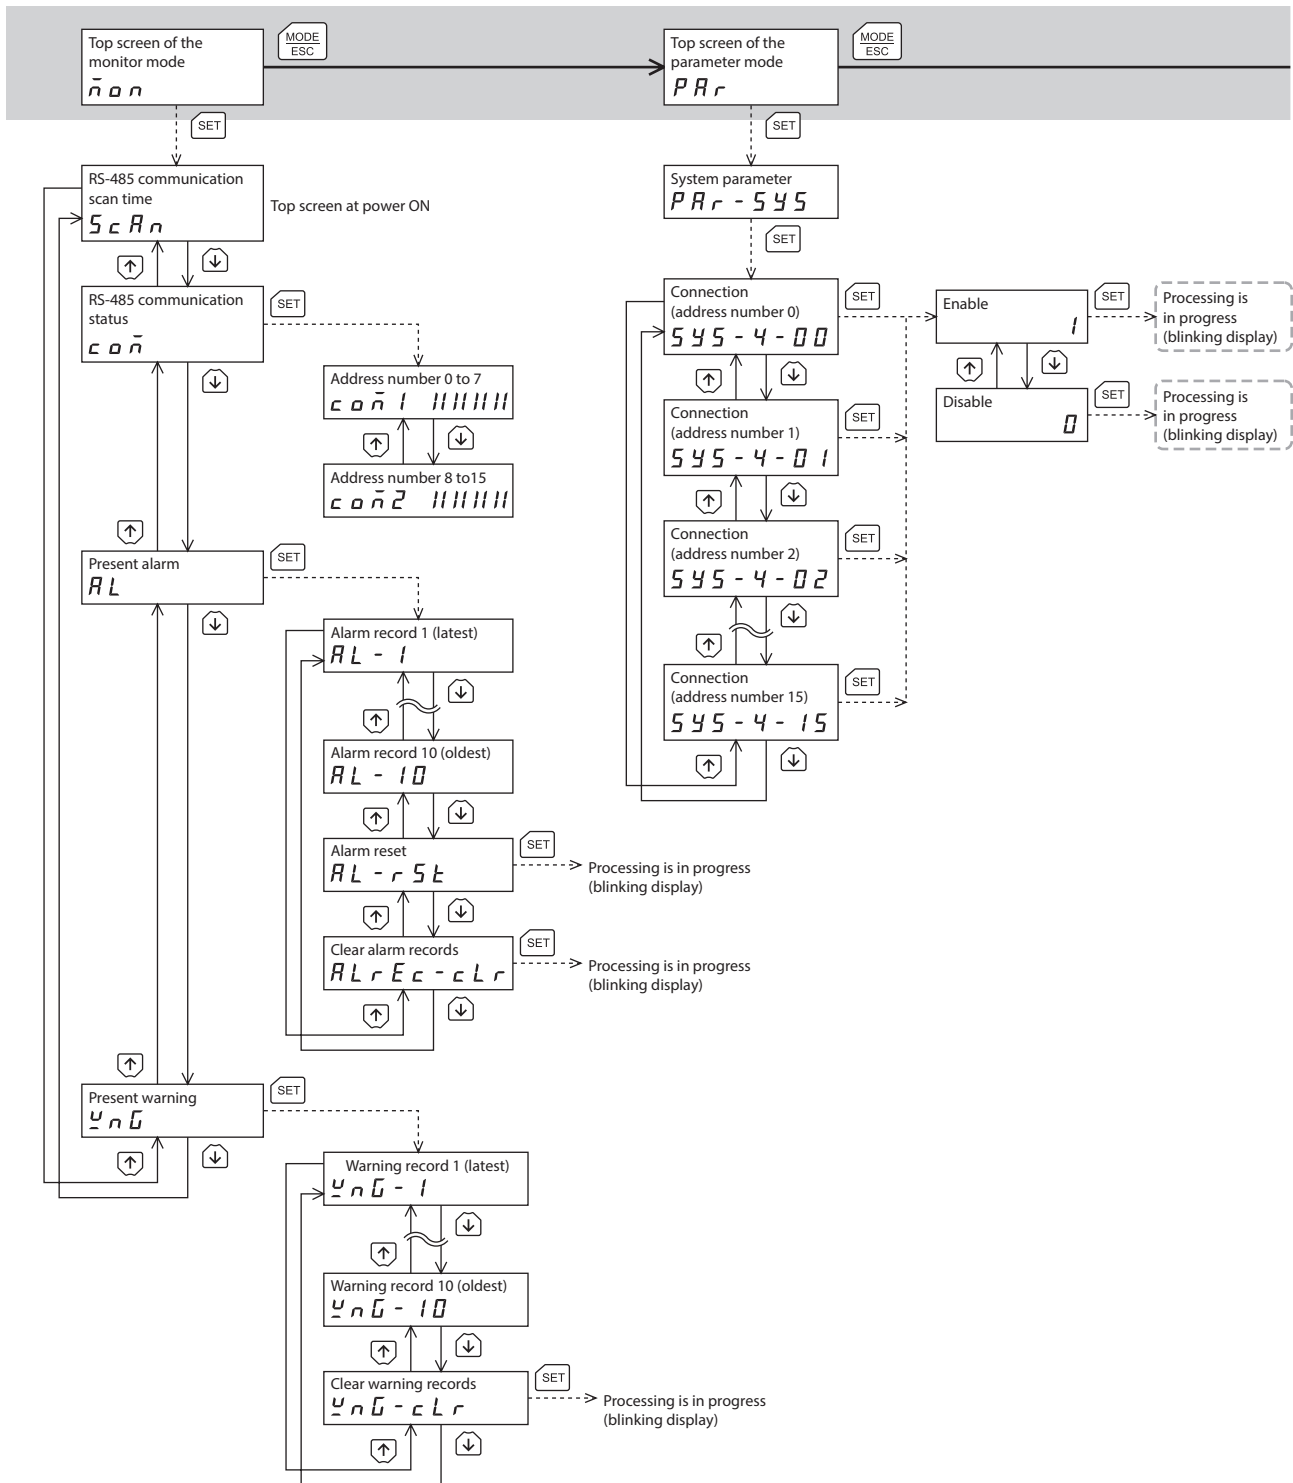 Top screen of the
monitor mode
mon
MODE
ESC
Top screen of the
parameter mode
PAr
MODE
ESC
SET
SET
RS-485 communication
scan time
ScAn
Top screen at power ON
System parameter
PAr-SYS
SET
RS-485 communication
status
com
SET
Address number 0 to 7
com1 11111111
Address number 8 to15
com2 11111111
Connection
(address number 0)
SYS-4-00
SET
Connection
(address number 1)
SYS-4-01
SET
Connection
(address number 2)
SYS-4-02
SET
Connection
(address number 15)
SYS-4-15
SET
Enable
1
SET
Processing is
in progress
(blinking display)
Disable
0
SET
Processing is
in progress
(blinking display)
Present alarm
AL
SET
Alarm record 1 (latest)
AL-1
Alarm record 10 (oldest)
AL-10
Alarm reset
AL-rSt
SET
Processing is in progress
(blinking display)
Clear alarm records
ALrEc-cLr
SET
Processing is in progress
(blinking display)
Present warning
WnG
SET
Warning record 1 (latest)
WnG-1
Warning record 10 (oldest)
WnG-10
Clear warning records
WnG-cLr
SET
Processing is in progress
(blinking display)